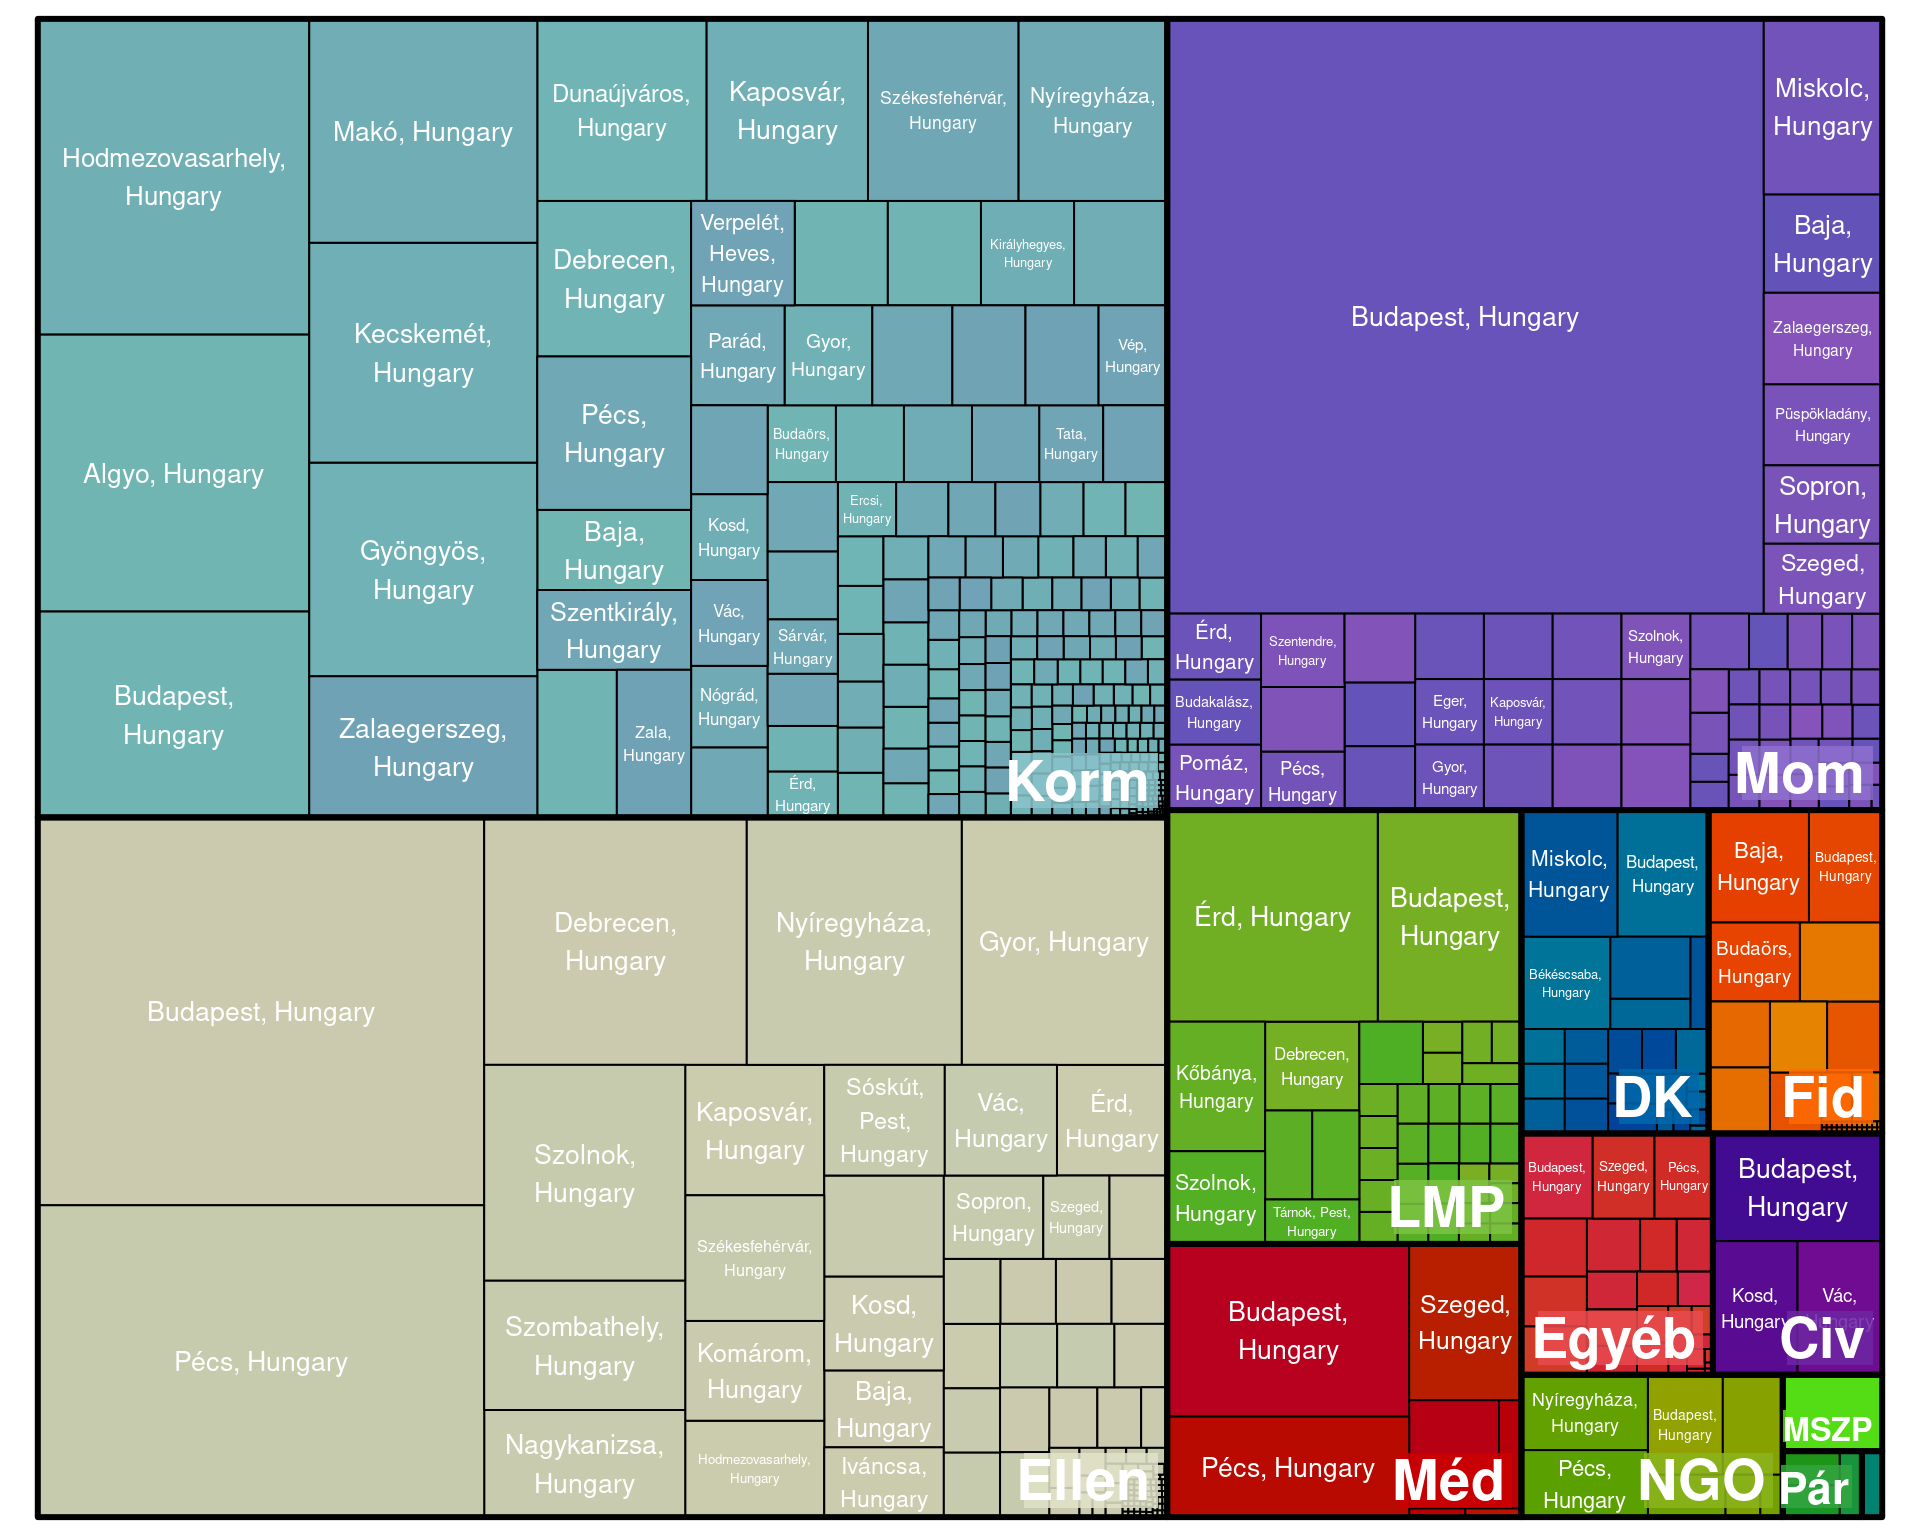 Hodmezovasarhely,
Hungary
Algyo, Hungary
Budapest,
Hungary
Makó, Hungary
Kecskemét,
Hungary
Gyöngyös,
Hungary
Zalaegerszeg,
Hungary
Dunaújváros,
Hungary
Kaposvár,
Hungary
Székesfehérvár,
Hungary
Nyíregyháza,
Hungary
Debrecen,
Hungary
Pécs,
Hungary
Baja,
Hungary
Szentkirály,
Hungary
Zala,
Hungary
Verpelét,
Heves,
Hungary
Királyhegyes,
Hungary
Parád,
Hungary
Gyor,
Hungary
Vép,
Hungary
Budaörs,
Hungary
Tata,
Hungary
Kosd,
Hungary
Ercsi,
Hungary
Vác,
Hungary
Sárvár,
Hungary
Nógrád,
Hungary
Érd,
Hungary
Korm
Budapest, Hungary
Miskolc,
Hungary
Baja,
Hungary
Zalaegerszeg,
Hungary
Püspökladány,
Hungary
Sopron,
Hungary
Szeged,
Hungary
Érd,
Hungary
Budakalász,
Hungary
Pomáz,
Hungary
Szentendre,
Hungary
Pécs,
Hungary
Eger,
Hungary
Gyor,
Hungary
Kaposvár,
Hungary
Szolnok,
Hungary
Mom
Budapest, Hungary
Pécs, Hungary
Debrecen,
Hungary
Nyíregyháza,
Hungary
Gyor, Hungary
Szolnok,
Hungary
Szombathely,
Hungary
Nagykanizsa,
Hungary
Kaposvár,
Hungary
Székesfehérvár,
Hungary
Komárom,
Hungary
Hodmezovasarhely,
Hungary
Sóskút,
Pest,
Hungary
Vác,
Hungary
Érd,
Hungary
Sopron,
Hungary
Szeged,
Hungary
Kosd,
Hungary
Baja,
Hungary
Iváncsa,
Hungary
Ellen
Érd, Hungary
Budapest,
Hungary
Kőbánya,
Hungary
Debrecen,
Hungary
Szolnok,
Hungary
Tárnok, Pest,
Hungary
LMP
Miskolc,
Hungary
Budapest,
Hungary
Békéscsaba,
Hungary
DK
Baja,
Hungary
Budapest,
Hungary
Budaörs,
Hungary
Fid
Budapest,
Hungary
Szeged,
Hungary
Pécs,
Hungary
Egyéb
Budapest,
Hungary
Kosd,
Hungary
Vác,
Hungary
Civ
Budapest,
Hungary
Szeged,
Hungary
Pécs, Hungary
Méd
Nyíregyháza,
Hungary
Budapest,
Hungary
Pécs,
Hungary
NGO
MSZP
Pár